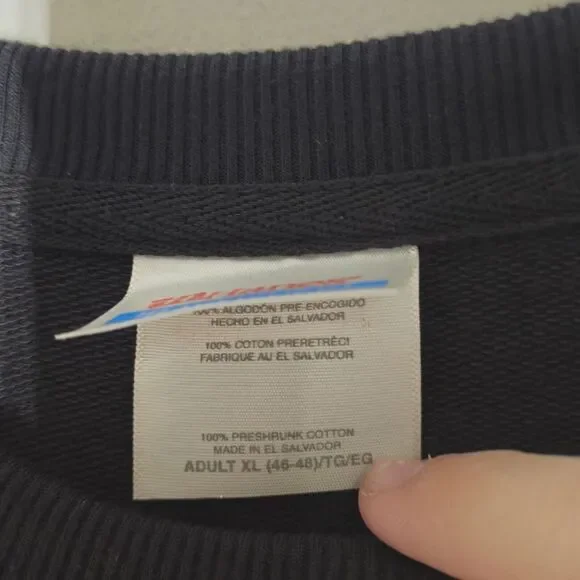 100% ALGODÓN PRE-ENCOGIDO
HECHO EN EL SALVADOR
100% COTON PRERETRÉCI
FABRIQUE AU EL SALVADOR
100% PRESHRUNK COTTON
MADE IN EL SALVADOR
ADULT XL (46-48)/TG/EG